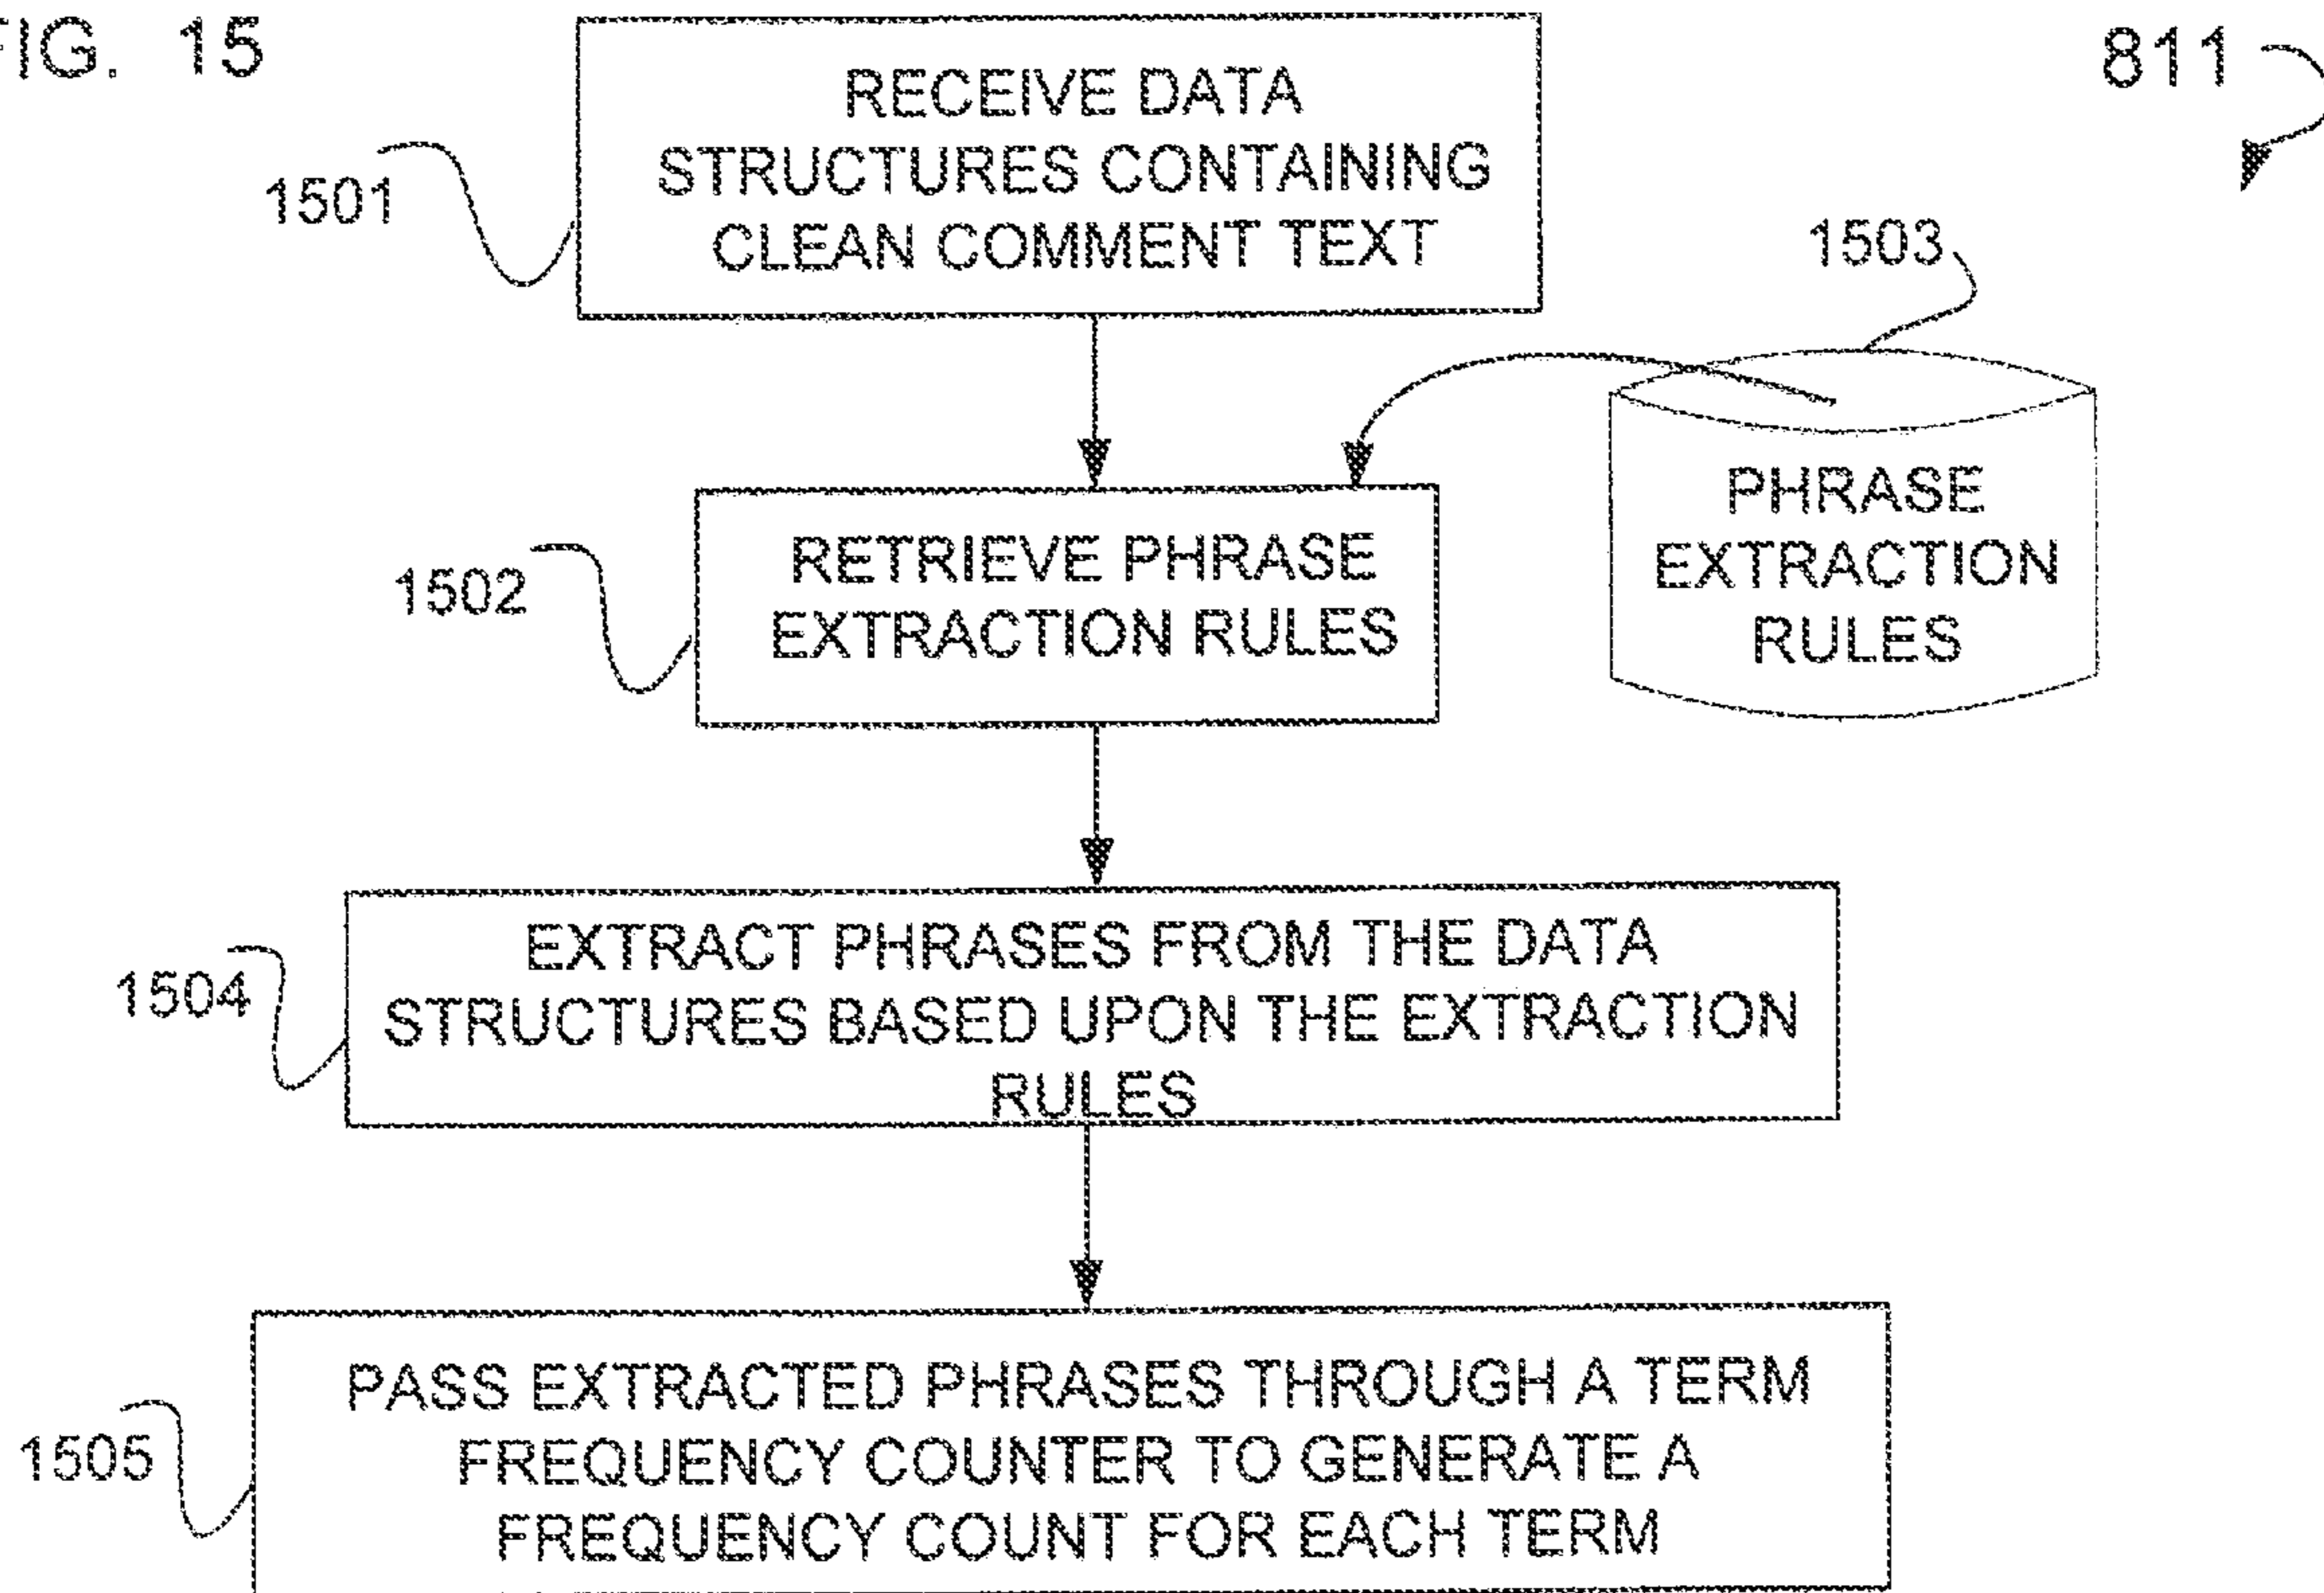 FIG. 15
811
RECEIVE DATA
STRUCTURES CONTAINING
CLEAN COMMENT TEXT
1501
1503
RETRIEVE PHRASE
EXTRACTION RULES
1502
PHRASE
EXTRACTION
RULES
EXTRACT PHRASES FROM THE DATA
STRUCTURES BASED UPON THE EXTRACTION
RULES
1504
PASS EXTRACTED PHRASES THROUGH A TERM
FREQUENCY COUNTER TO GENERATE A
FREQUENCY COUNT FOR EACH TERM
1505